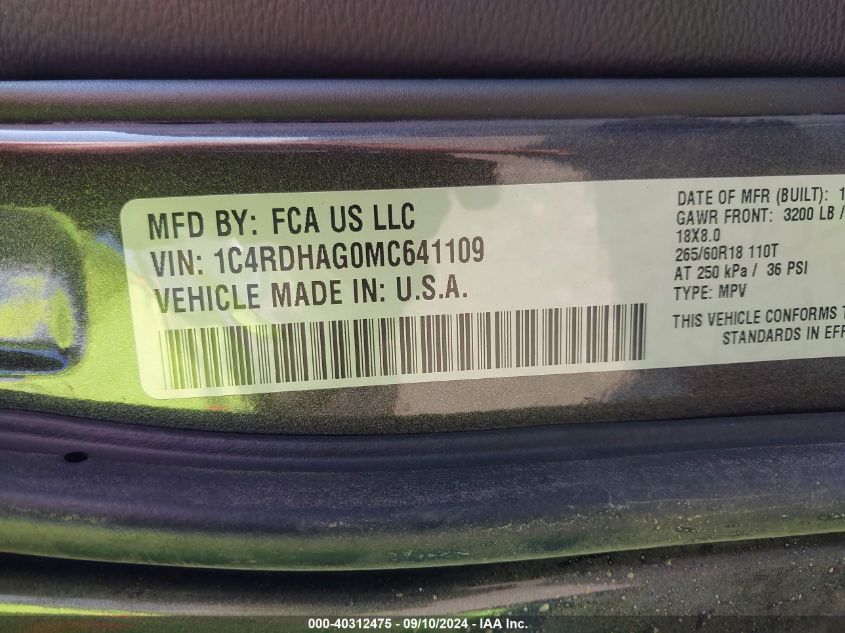 MFD BY: FCA US LLC
VIN: 1C4RDHAG0MC641109
VEHICLE MADE IN: U.S.A.
DATE OF MFR (BUILT): 1
GAWR FRONT: 3200 LB /
18X8.0
265/60R18 110T
AT 250 kPa / 36 PSI
TYPE: MPV
THIS VEHICLE CONFORMS T
STANDARDS IN EFF
000-40312475 - 09/10/2024 - IAA Inc.